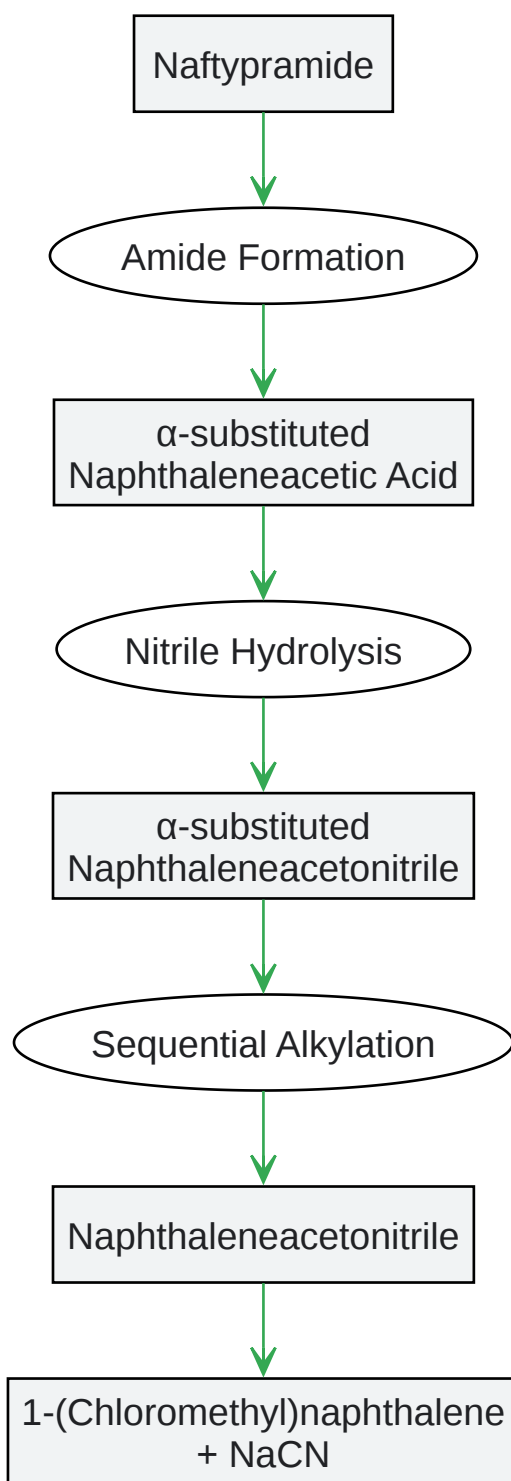 Naftypramide
Amide Formation
α-substituted
Naphthaleneacetic Acid
Nitrile Hydrolysis
α-substituted
Naphthaleneacetonitrile
Sequential Alkylation
Naphthaleneacetonitrile
1-(Chloromethyl)naphthalene
+ NaCN